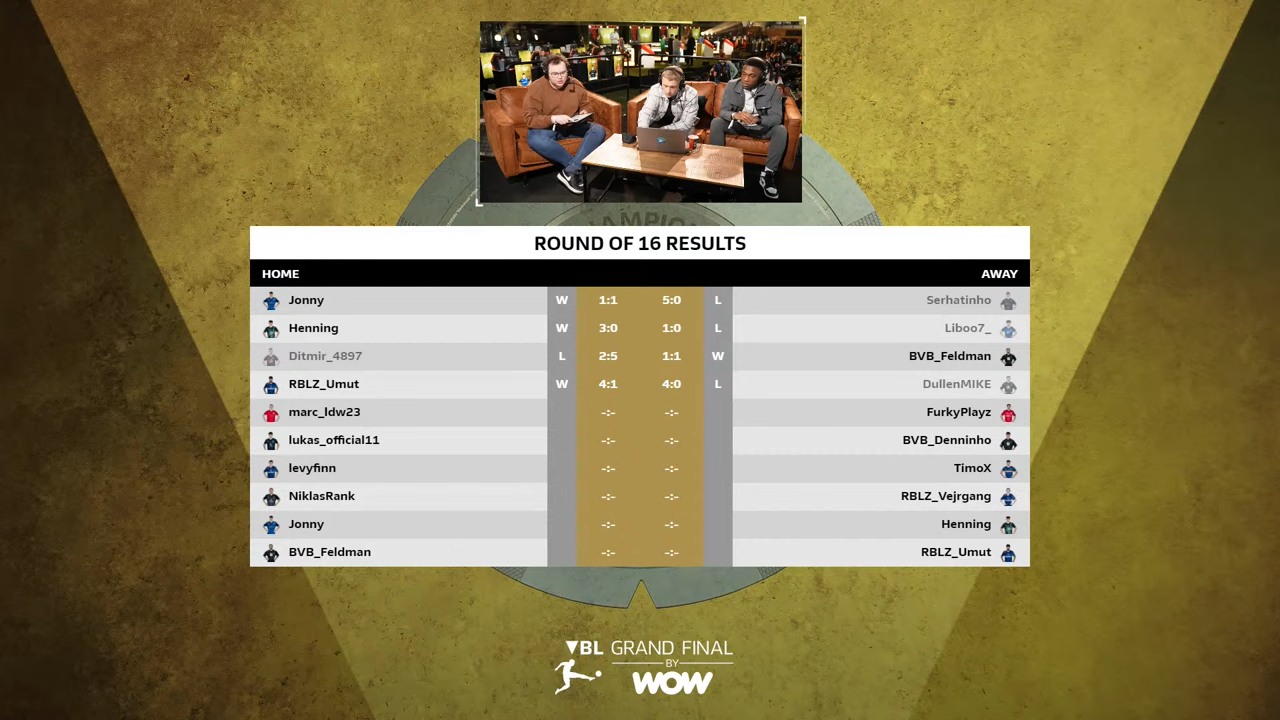 CHAMPIO
ROUND OF 16 RESULTS
HOME AWAY
Jonny W 1:1 5:0 L Serhatinho
Henning W 3:0 1:0 L Liboo7_
Ditmir_4897 L 2:5 1:1 W BVB_Feldman
RBLZ_Umut W 4:1 4:0 L DullenMIKE
marc_ldw23 -:- -:- FurkyPlayz
lukas_official11 -:- -:- BVB_Denninho
levyfinn -:- -:- TimoX
NiklasRank -:- -:- RBLZ_Vejrgang
Jonny -:- -:- Henning
BVB_Feldman -:- -:- RBLZ_Umut
VBL GRAND FINAL
BY
WOW